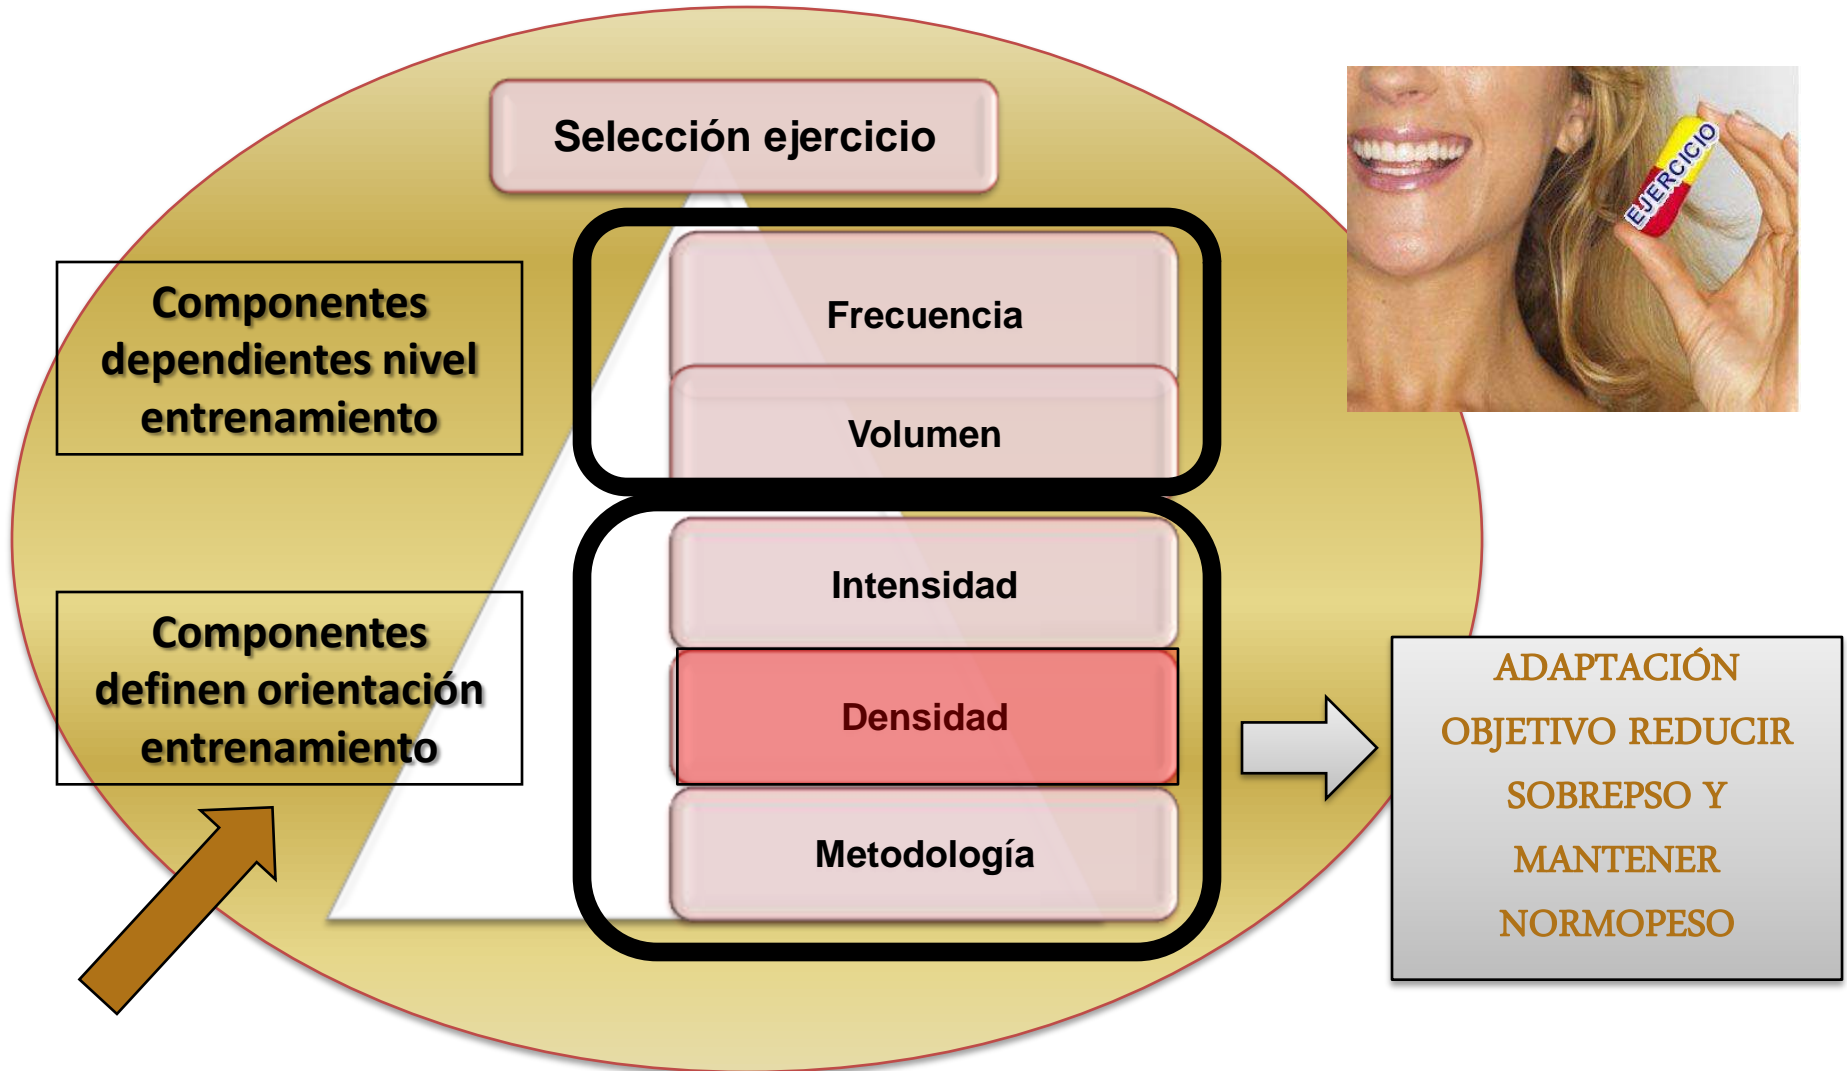 Selección ejercicio
EJERCICIO
Componentes
dependientes nivel
entrenamiento
Frecuencia
Volumen
Componentes
definen orientación
entrenamiento
Intensidad
Densidad
Metodología
ADAPTACIÓN
OBJETIVO REDUCIR
SOBREPSO Y
MANTENER
NORMOPESO